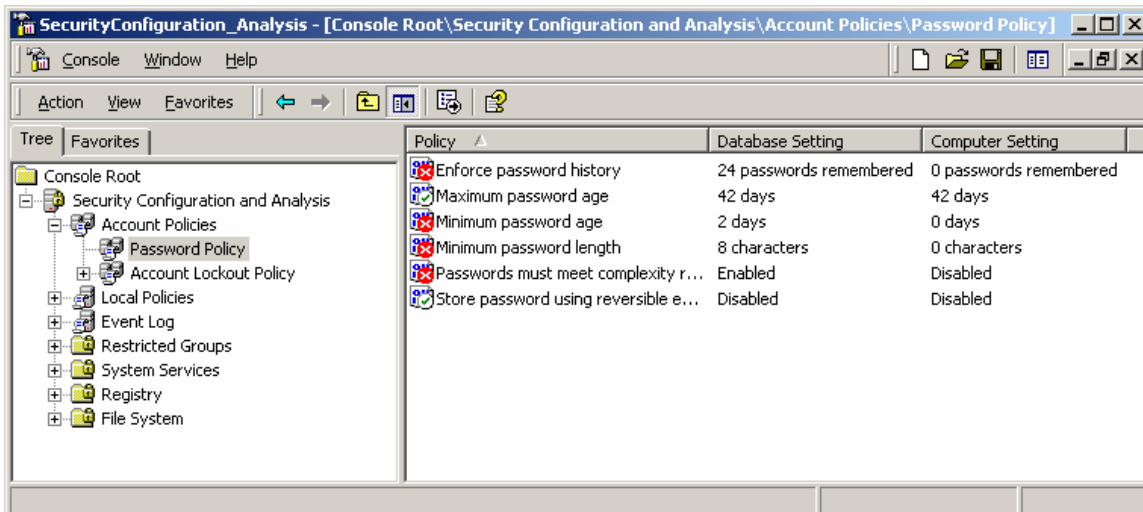 SecurityConfiguration_Analysis - [Console Root\Security Configuration and Analysis\Account Policies\Password Policy]
Console Window Help
Action View Favorites
Tree Favorites
Policy Database Setting Computer Setting
Console Root
Security Configuration and Analysis
Account Policies
Password Policy
Account Lockout Policy
Local Policies
Event Log
Restricted Groups
System Services
Registry
File System
Enforce password history 24 passwords remembered 0 passwords remembered
Maximum password age 42 days 42 days
Minimum password age 2 days 0 days
Minimum password length 8 characters 0 characters
Passwords must meet complexity r... Enabled Disabled
Store password using reversible e... Disabled Disabled